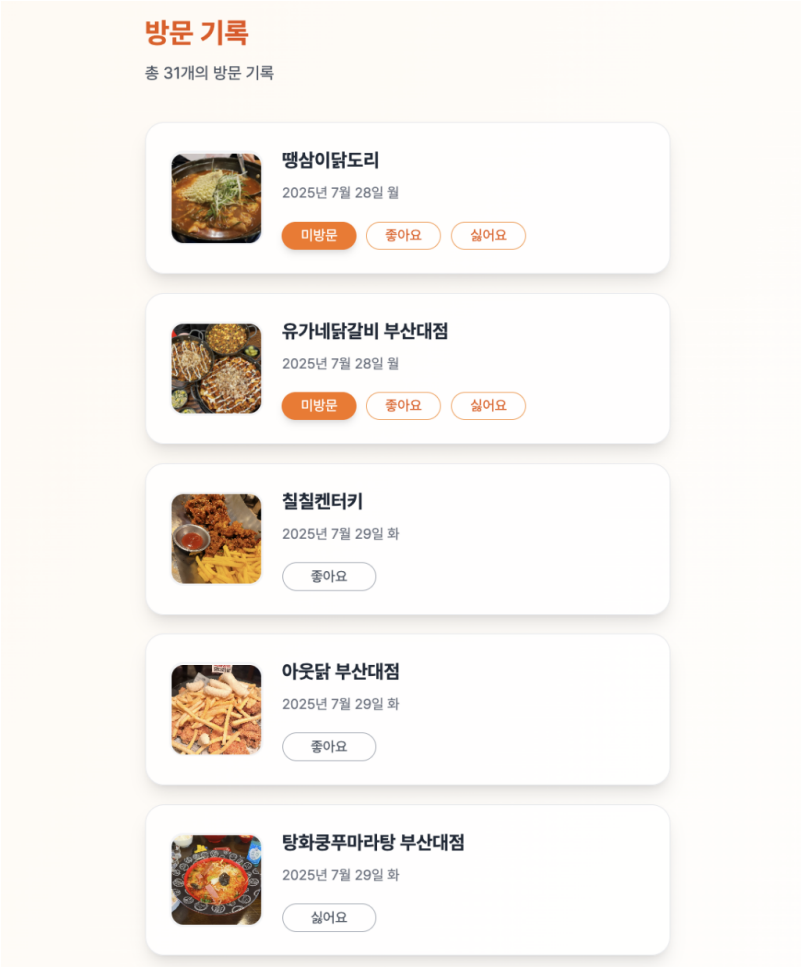 방문 기록
총 31개의 방문 기록
땡삼이닭도리
2025년 7월 28일 월
미방문 좋아요 싫어요
유가네닭갈비 부산대점
2025년 7월 28일 월
미방문 좋아요 싫어요
칠칠켄터키
2025년 7월 29일 화
좋아요
아웃닭 부산대점
2025년 7월 29일 화
좋아요
탕화쿵푸마라탕 부산대점
2025년 7월 29일 화
싫어요